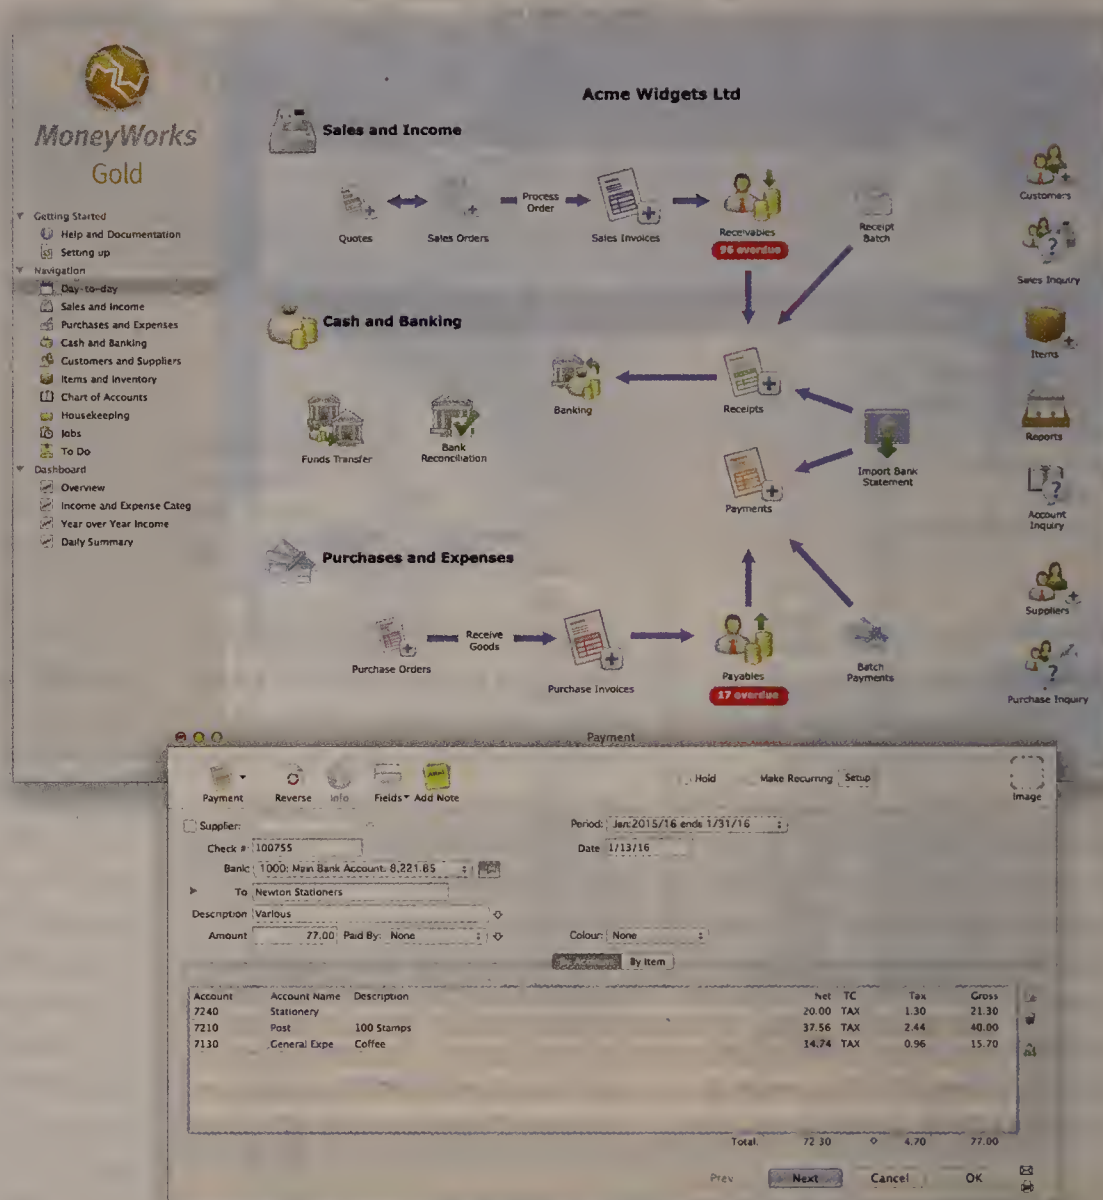 MoneyWorks
Gold
Getting Started
Help and Documentation
Setting up
Navigation
Day-to-day
Sales and Income
Purchases and Expenses
Cash and Banking
Customers and Suppliers
Items and Inventory
Chart of Accounts
Housekeeping
Jobs
To Do
Dashboard
Overview
Income and Expense Categ
Year over Year Income
Daily Summary
Acme Widgets Ltd
Sales and Income
Quotes
Sales Orders
Process
Order
Sales Invoices
Receivables
96 overdue
Receipt
Batch
Cash and Banking
Funds Transfer
Bank
Reconciliation
Banking
Receipts
Payments
Import Bank
Statement
Purchases and Expenses
Purchase Orders
Receive
Goods
Purchase Invoices
Payables
17 overdue
Batch
Payments
Customers
Sales Inquiry
Items
Reports
Account
Inquiry
Suppliers
Purchase Inquiry
Payment
Payment Reverse Info Fields Add Note Hold Make Recurring Setup Image
Supplier: Period: Jan:2015/16 ends 1/31/16
Check #: 100755 Date 1/13/16
Bank: 1000: Main Bank Account: 8,221.85
To Newton Stationers
Description Various
Amount 77.00 Paid By: None Colour: None
By Account By Item
Account Account Name Description Net TC Tax Gross
7240 Stationery 20.00 TAX 1.30 21.30
7210 Post 100 Stamps 37.56 TAX 2.44 40.00
7130 General Expe Coffee 14.74 TAX 0.96 15.70
Total: 72.30 4.70 77.00
Prev Next Cancel OK